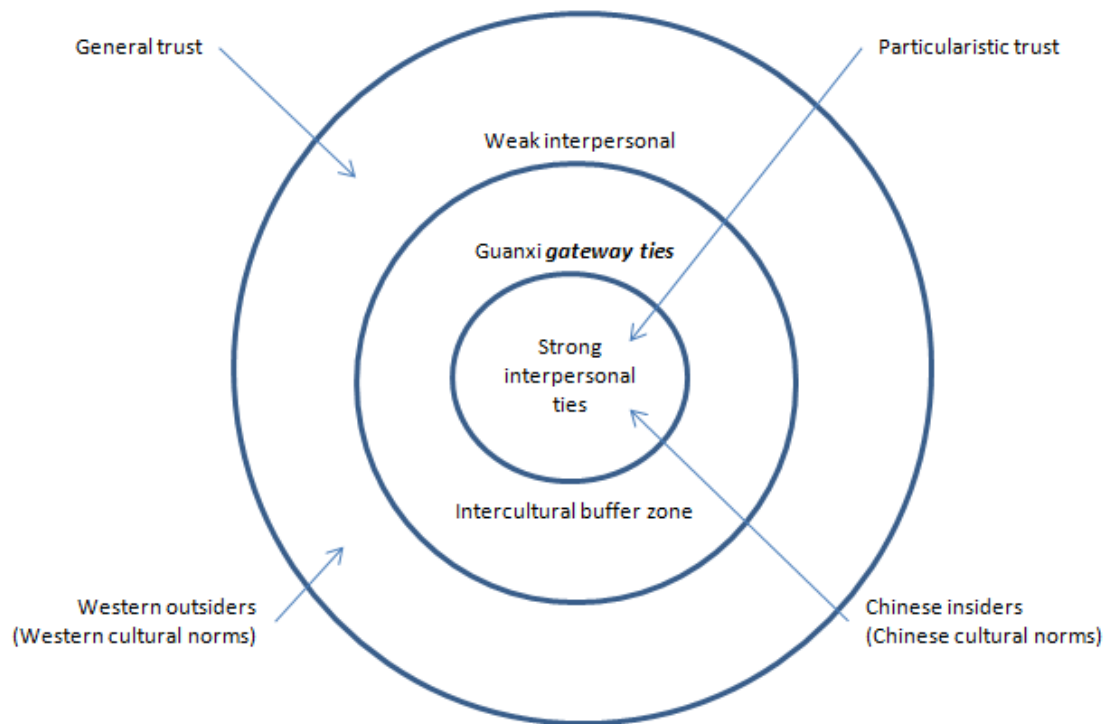 General trust
Particularistic trust
Weak interpersonal
Guanxi gateway ties
Strong
interpersonal
ties
Intercultural buffer zone
Western outsiders
(Western cultural norms)
Chinese insiders
(Chinese cultural norms)